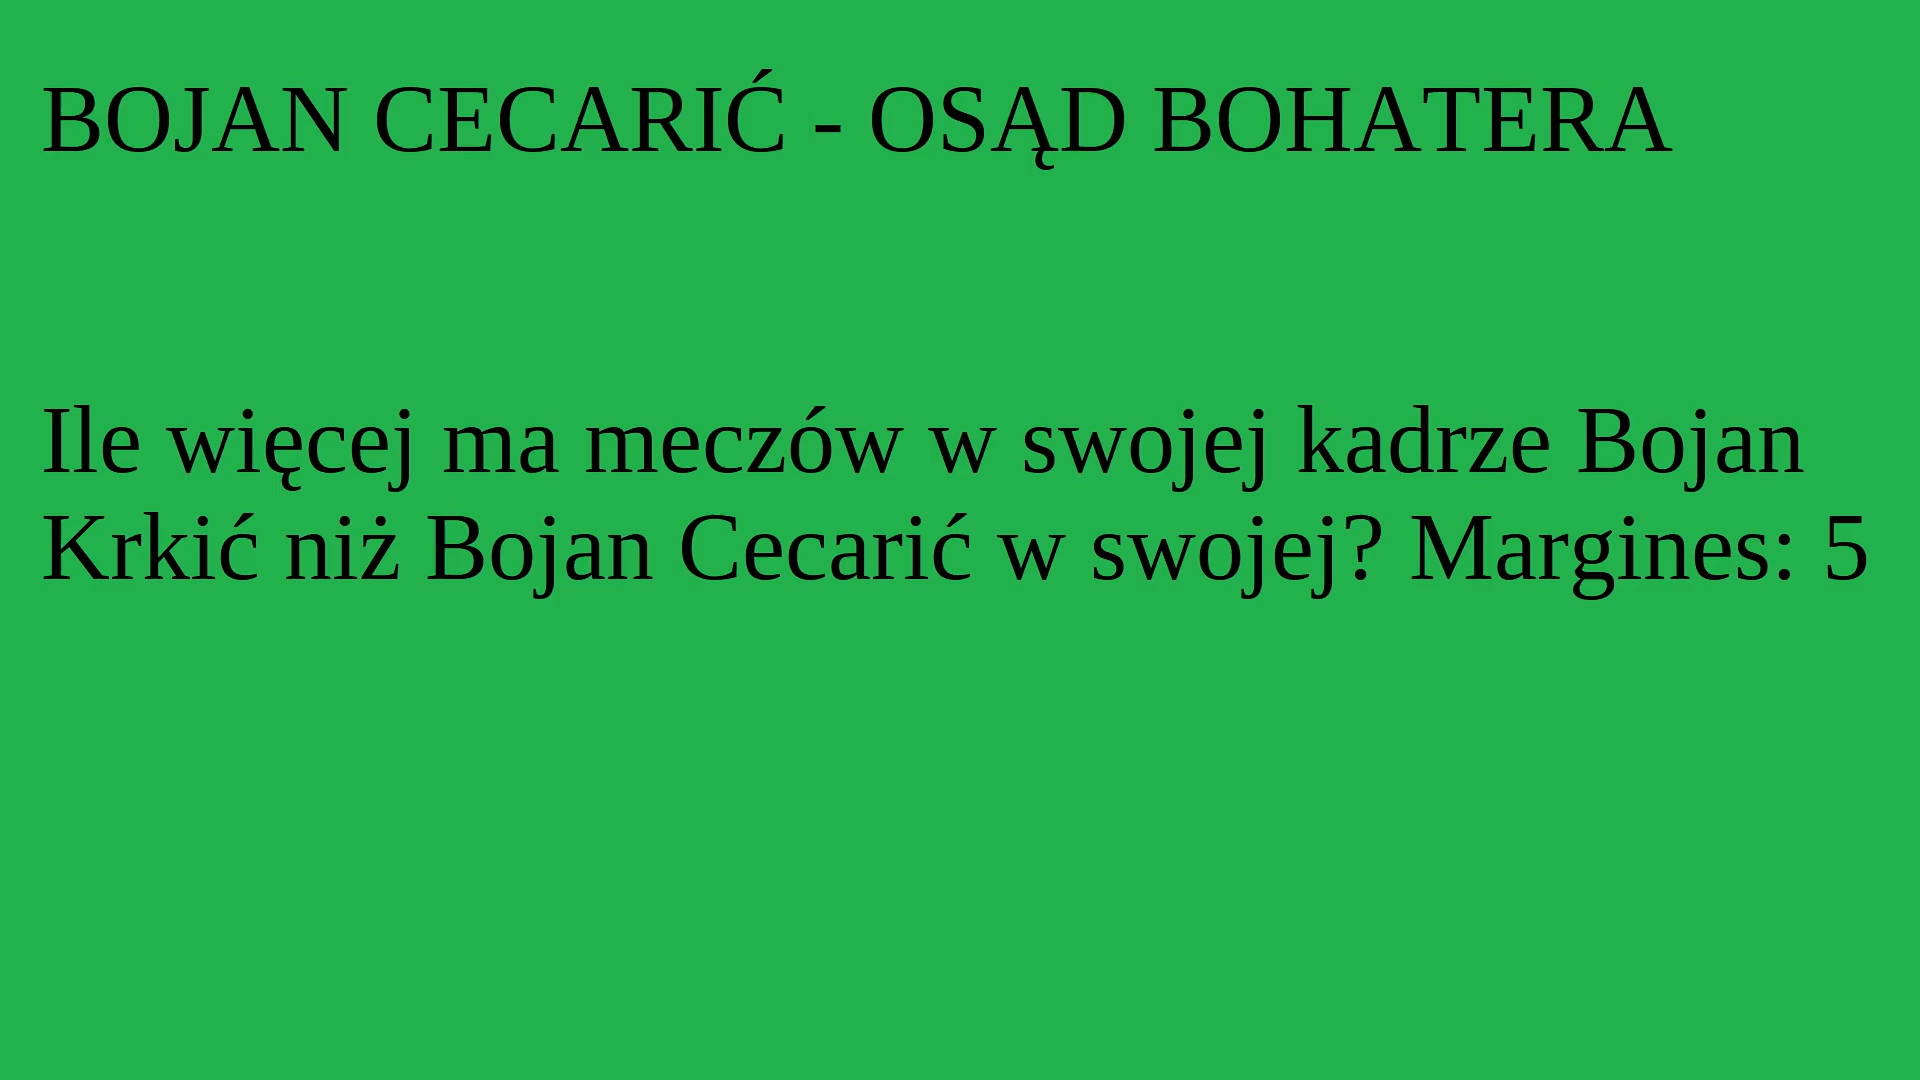 BOJAN CECARIĆ - OSĄD BOHATERA
Ile więcej ma meczów w swojej kadrze Bojan
Krkić niż Bojan Cecarić w swojej? Margines: 5